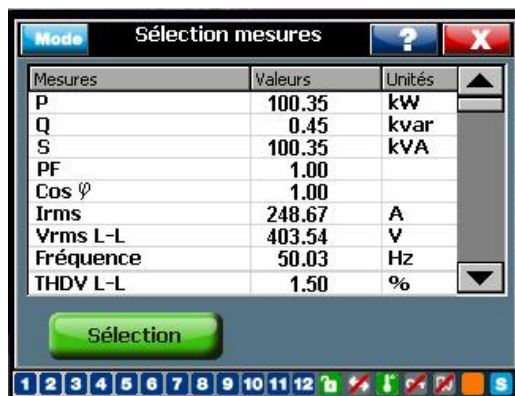 Mode Sélection mesures ? X
Mesures Valeurs Unités
P 100.35 kW
Q 0.45 kvar
S 100.35 kVA
PF 1.00
Cos φ 1.00
Irms 248.67 A
Vrms L-L 403.54 V
Fréquence 50.03 Hz
THDV L-L 1.50 %
Sélection
1 2 3 4 5 6 7 8 9 10 11 12 S